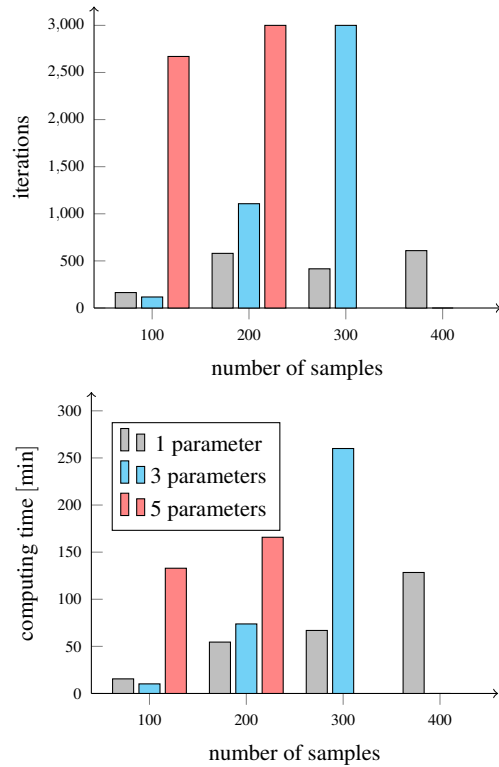 3,000
2,500
2,000
1,500
1,000
500
0
iterations
100 200 300 400
number of samples
300
250
200
150
100
50
0
computing time [min]
1 parameter
3 parameters
5 parameters
100 200 300 400
number of samples